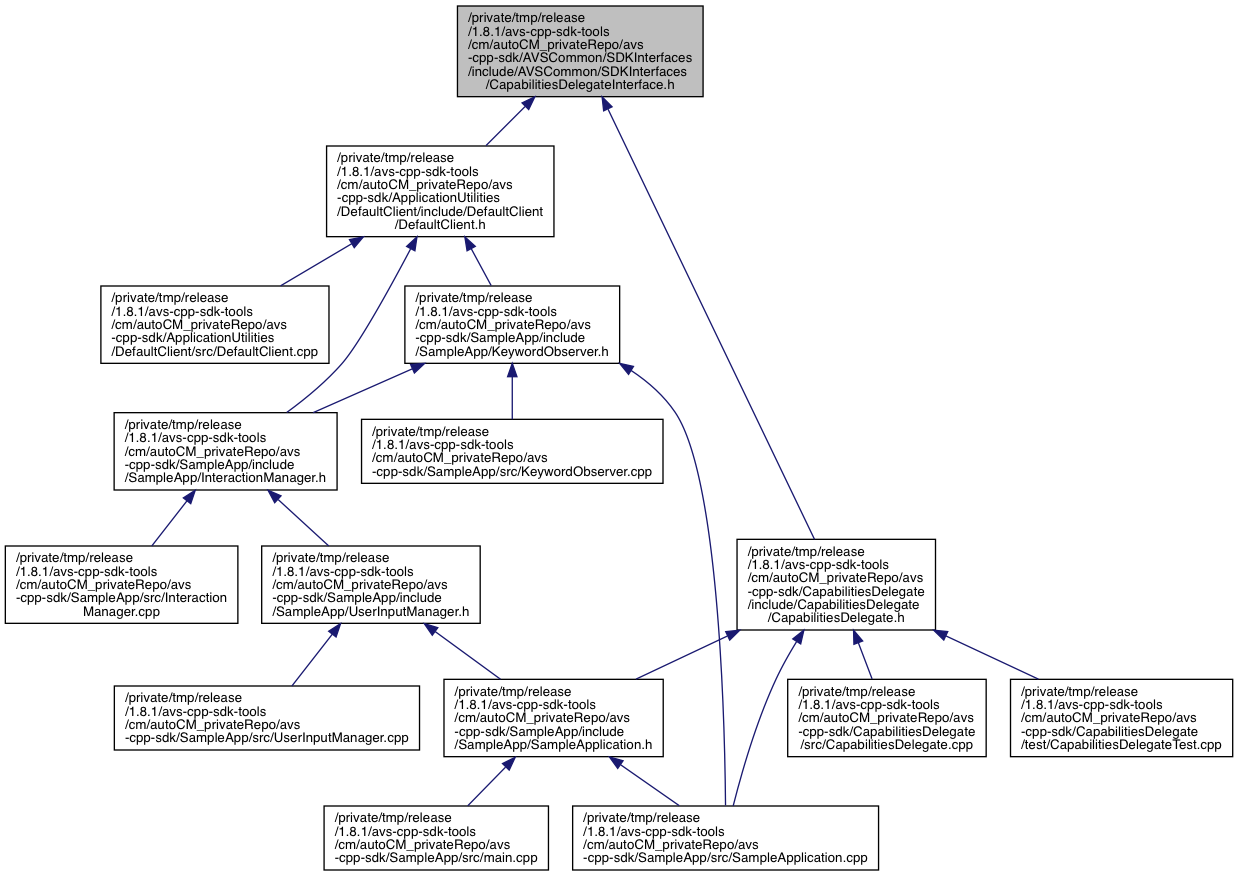 /private/tmp/release
/1.8.1/avs-cpp-sdk-tools
/cm/autoCM_privateRepo/avs
-cpp-sdk/AVSCommon/SDKInterfaces
/include/AVSCommon/SDKInterfaces
/CapabilitiesDelegateInterface.h
/private/tmp/release
/1.8.1/avs-cpp-sdk-tools
/cm/autoCM_privateRepo/avs
-cpp-sdk/ApplicationUtilities
/DefaultClient/include/DefaultClient
/DefaultClient.h
/private/tmp/release
/1.8.1/avs-cpp-sdk-tools
/cm/autoCM_privateRepo/avs
-cpp-sdk/ApplicationUtilities
/DefaultClient/src/DefaultClient.cpp
/private/tmp/release
/1.8.1/avs-cpp-sdk-tools
/cm/autoCM_privateRepo/avs
-cpp-sdk/SampleApp/include
/SampleApp/KeywordObserver.h
/private/tmp/release
/1.8.1/avs-cpp-sdk-tools
/cm/autoCM_privateRepo/avs
-cpp-sdk/SampleApp/include
/SampleApp/InteractionManager.h
/private/tmp/release
/1.8.1/avs-cpp-sdk-tools
/cm/autoCM_privateRepo/avs
-cpp-sdk/SampleApp/src/KeywordObserver.cpp
/private/tmp/release
/1.8.1/avs-cpp-sdk-tools
/cm/autoCM_privateRepo/avs
-cpp-sdk/SampleApp/src/Interaction
Manager.cpp
/private/tmp/release
/1.8.1/avs-cpp-sdk-tools
/cm/autoCM_privateRepo/avs
-cpp-sdk/SampleApp/include
/SampleApp/UserInputManager.h
/private/tmp/release
/1.8.1/avs-cpp-sdk-tools
/cm/autoCM_privateRepo/avs
-cpp-sdk/CapabilitiesDelegate
/include/CapabilitiesDelegate
/CapabilitiesDelegate.h
/private/tmp/release
/1.8.1/avs-cpp-sdk-tools
/cm/autoCM_privateRepo/avs
-cpp-sdk/SampleApp/src/UserInputManager.cpp
/private/tmp/release
/1.8.1/avs-cpp-sdk-tools
/cm/autoCM_privateRepo/avs
-cpp-sdk/SampleApp/include
/SampleApp/SampleApplication.h
/private/tmp/release
/1.8.1/avs-cpp-sdk-tools
/cm/autoCM_privateRepo/avs
-cpp-sdk/CapabilitiesDelegate
/src/CapabilitiesDelegate.cpp
/private/tmp/release
/1.8.1/avs-cpp-sdk-tools
/cm/autoCM_privateRepo/avs
-cpp-sdk/CapabilitiesDelegate
/test/CapabilitiesDelegateTest.cpp
/private/tmp/release
/1.8.1/avs-cpp-sdk-tools
/cm/autoCM_privateRepo/avs
-cpp-sdk/SampleApp/src/main.cpp
/private/tmp/release
/1.8.1/avs-cpp-sdk-tools
/cm/autoCM_privateRepo/avs
-cpp-sdk/SampleApp/src/SampleApplication.cpp